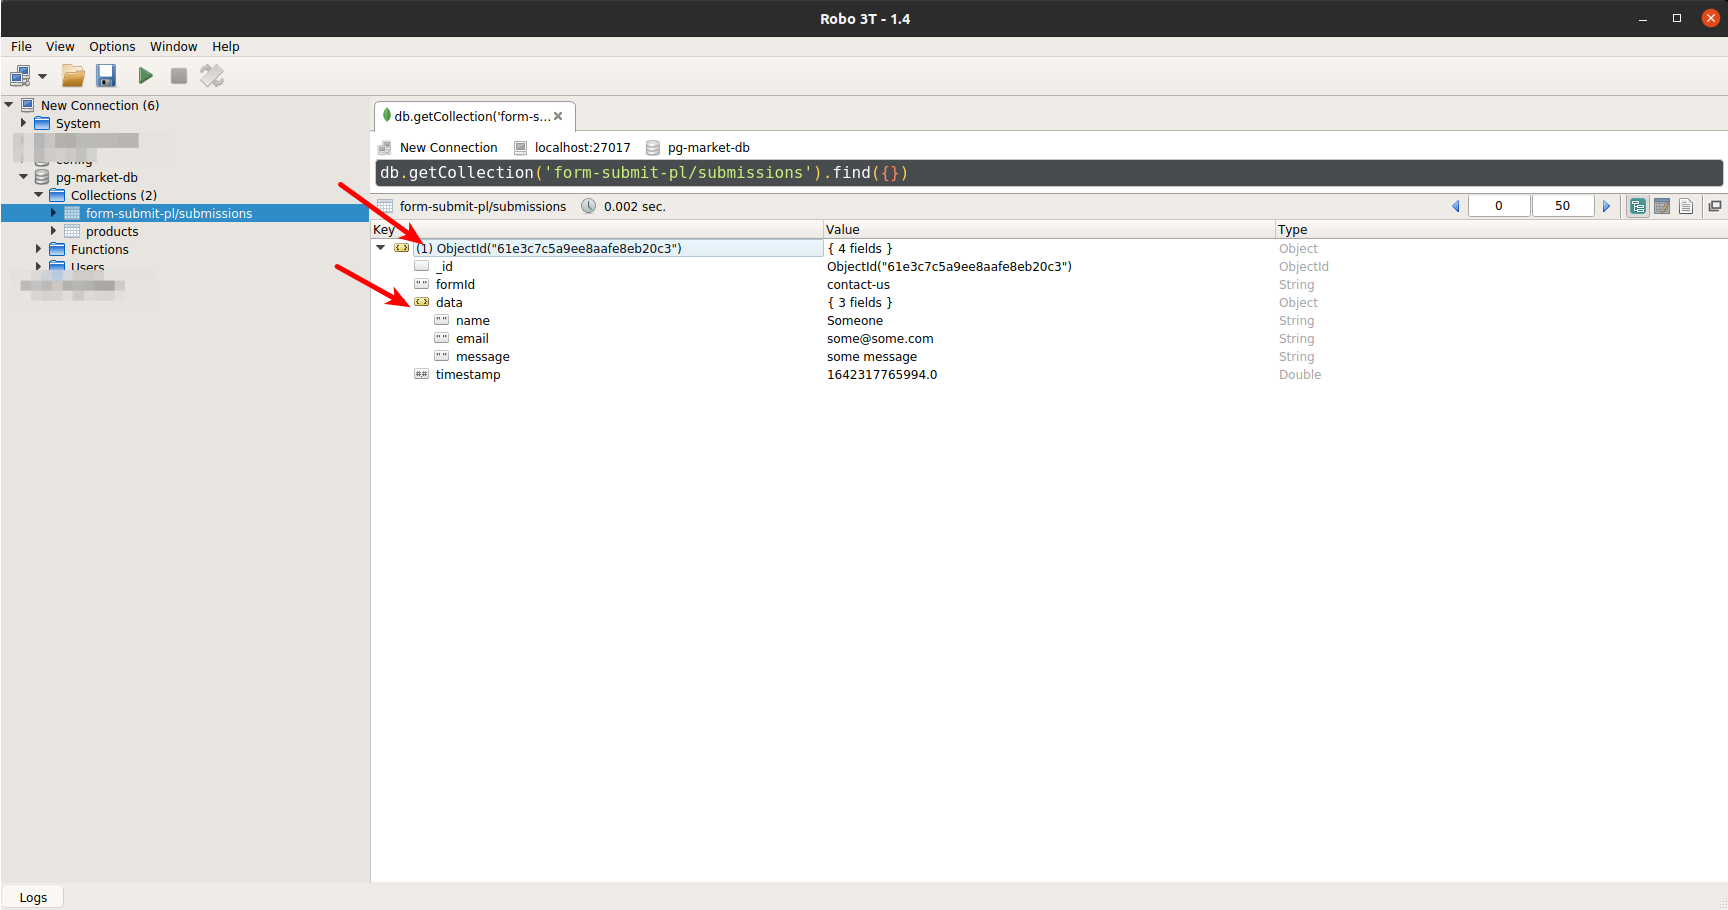 Robo 3T - 1.4
File View Options Window Help
New Connection (6)
System
config
pg-market-db
Collections (2)
form-submit-pl/submissions
products
Functions
Users
db.getCollection('form-s...
New Connection localhost:27017 pg-market-db
db.getCollection('form-submit-pl/submissions').find({})
form-submit-pl/submissions 0.002 sec. 0 50
Key Value Type
(1) ObjectId("61e3c7c5a9ee8aafe8eb20c3") { 4 fields } Object
_id ObjectId("61e3c7c5a9ee8aafe8eb20c3") ObjectId
formId contact-us String
data { 3 fields } Object
name Someone String
email some@some.com String
message some message String
timestamp 1642317765994.0 Double
Logs